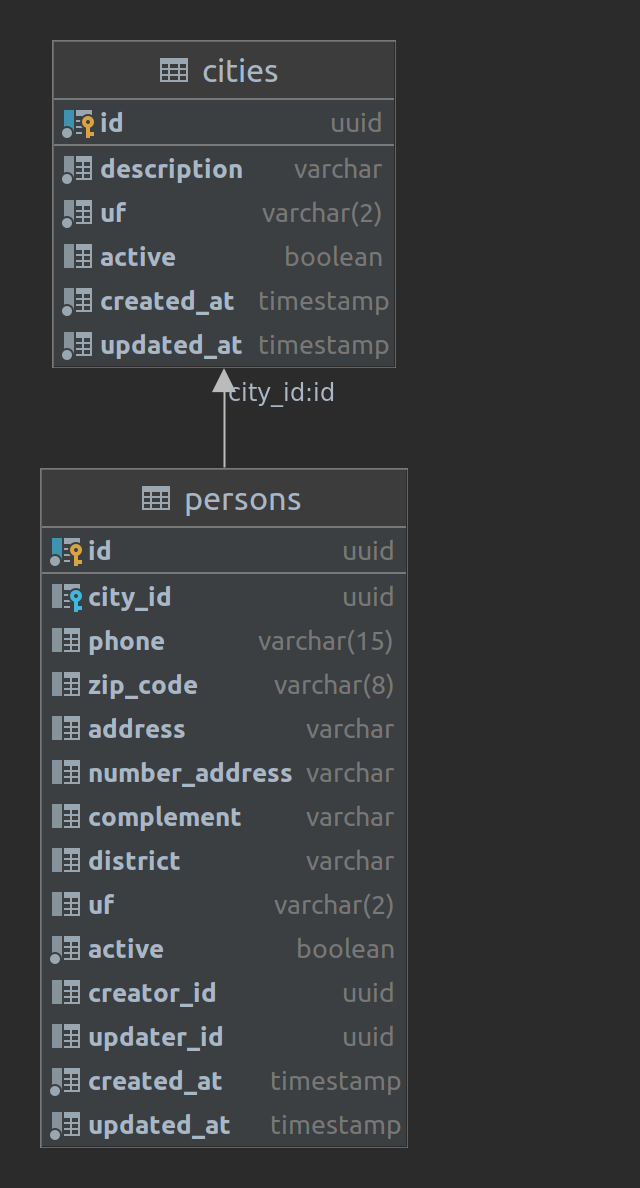 cities
id uuid
description varchar
uf varchar(2)
active boolean
created_at timestamp
updated_at timestamp
city_id:id
persons
id uuid
city_id uuid
phone varchar(15)
zip_code varchar(8)
address varchar
number_address varchar
complement varchar
district varchar
uf varchar(2)
active boolean
creator_id uuid
updater_id uuid
created_at timestamp
updated_at timestamp